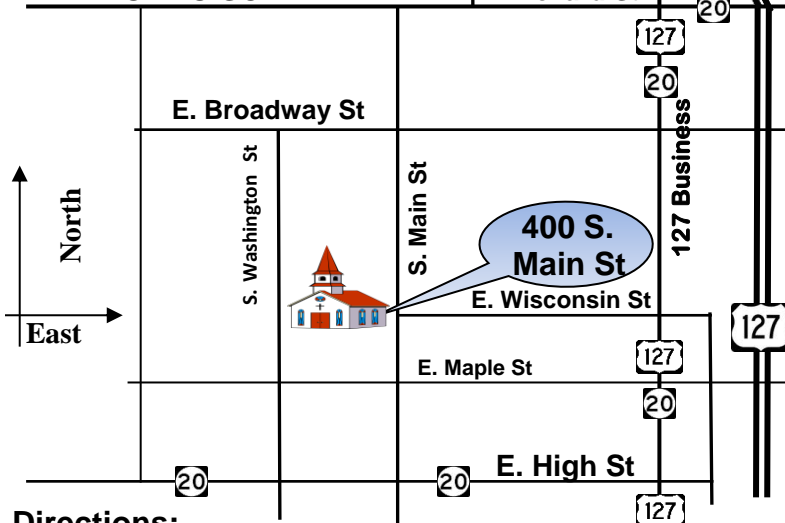 20
127
20
E. Broadway St
S. Washington St
S. Main St
127 Business
North
400 S.
Main St
E. Wisconsin St
East
127
127
E. Maple St
20
E. High St
20
20
127
Directions: